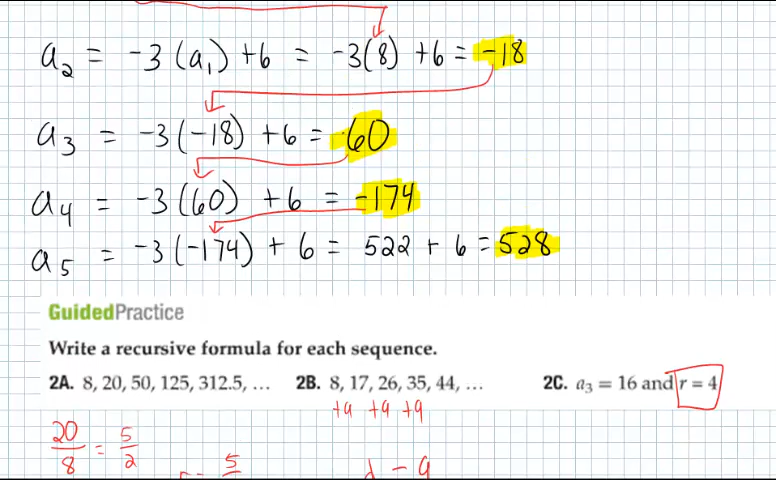 a₂ = -3(a₁)+6 = -3(8)+6 = -18
a₃ = -3(-18)+6 = 60
a₄ = -3(60)+6 = -174
a₅ = -3(-174)+6 = 522+6 = 528
GuidedPractice
Write a recursive formula for each sequence.
2A. 8, 20, 50, 125, 312.5, … 2B. 8, 17, 26, 35, 44, … 2C. a₃ = 16 and r = 4
+9 +9 +9
20/8 = 5/2